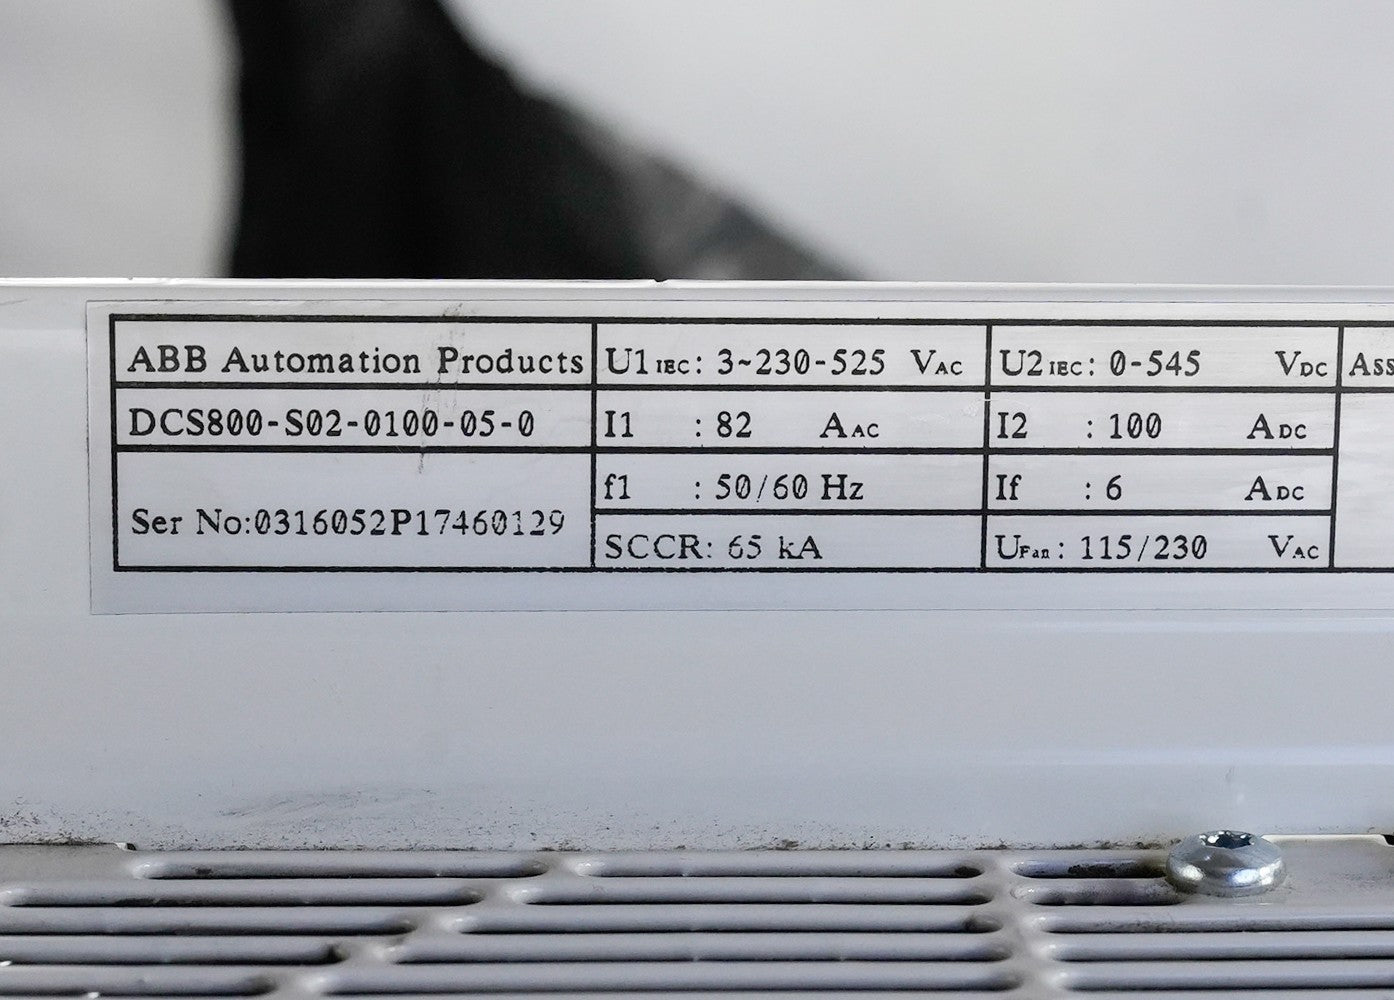 ABB Automation Products
DCS800-S02-0100-05-0
Ser No:0316052P17460129
U1 IEC: 3~230-525 VAC
I1 : 82 AAC
f1 : 50/60 Hz
SCCR: 65 kA
U2 IEC: 0-545 VDC
I2 : 100 ADC
If : 6 ADC
UFan : 115/230 VAC